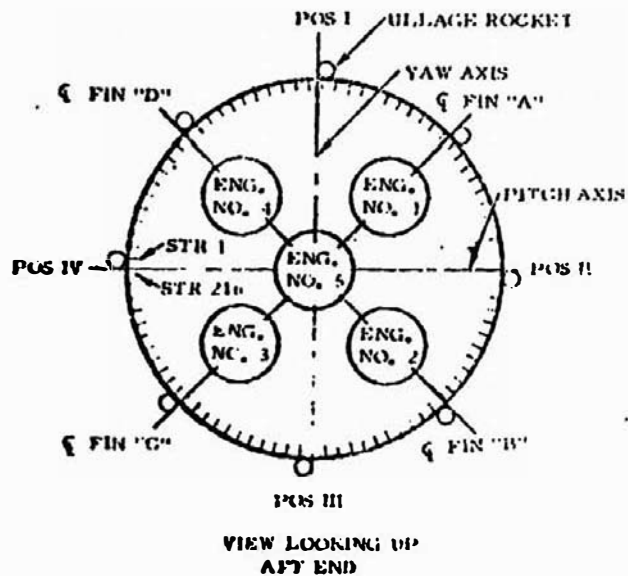 POS I
ULLAGE ROCKET
YAW AXIS
℄ FIN "D"
℄ FIN "A"
ENG.
NO. 4
ENG.
NO. 1
PITCH AXIS
STR 1
POS IV
ENG.
NO. 5
POS II
STR 216
ENG.
NO. 3
ENG.
NO. 2
℄ FIN "C"
℄ FIN "B"
POS III
VIEW LOOKING UP
AFT END